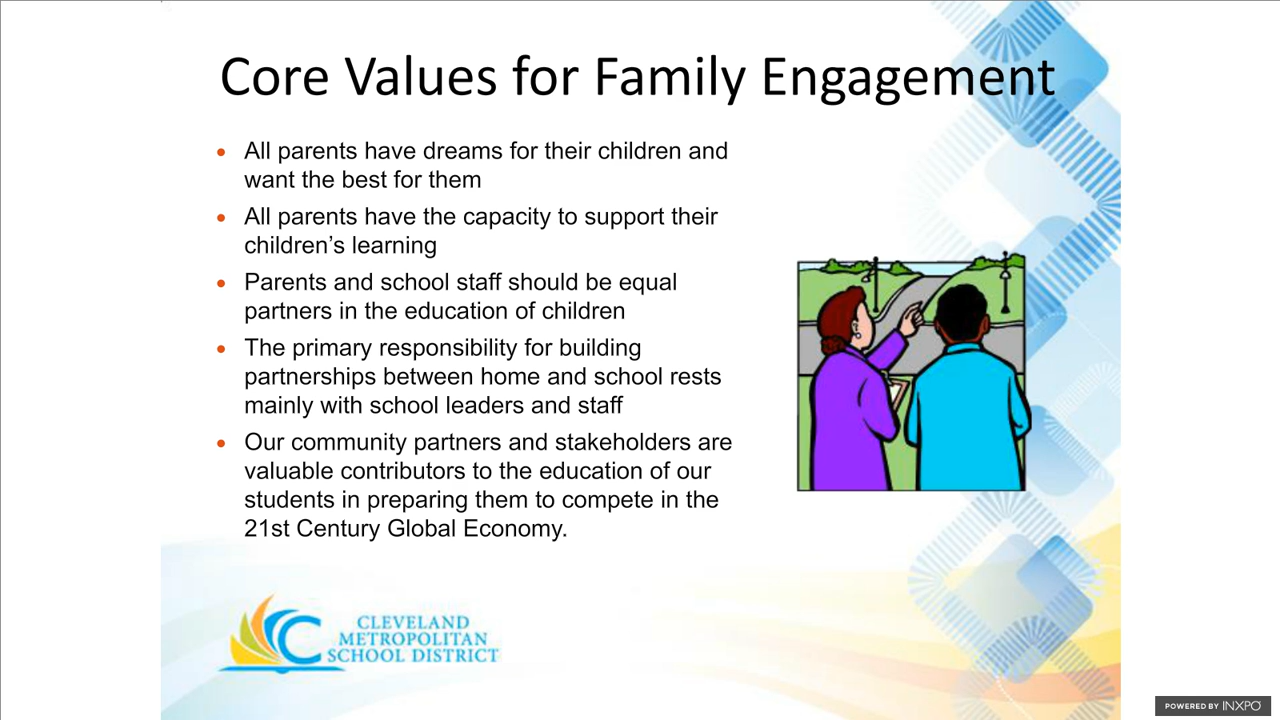 Core Values for Family Engagement
• All parents have dreams for their children and
want the best for them
• All parents have the capacity to support their
children’s learning
• Parents and school staff should be equal
partners in the education of children
• The primary responsibility for building
partnerships between home and school rests
mainly with school leaders and staff
• Our community partners and stakeholders are
valuable contributors to the education of our
students in preparing them to compete in the
21st Century Global Economy.
C
CLEVELAND
METROPOLITAN
SCHOOL DISTRICT
POWERED BY INXPO